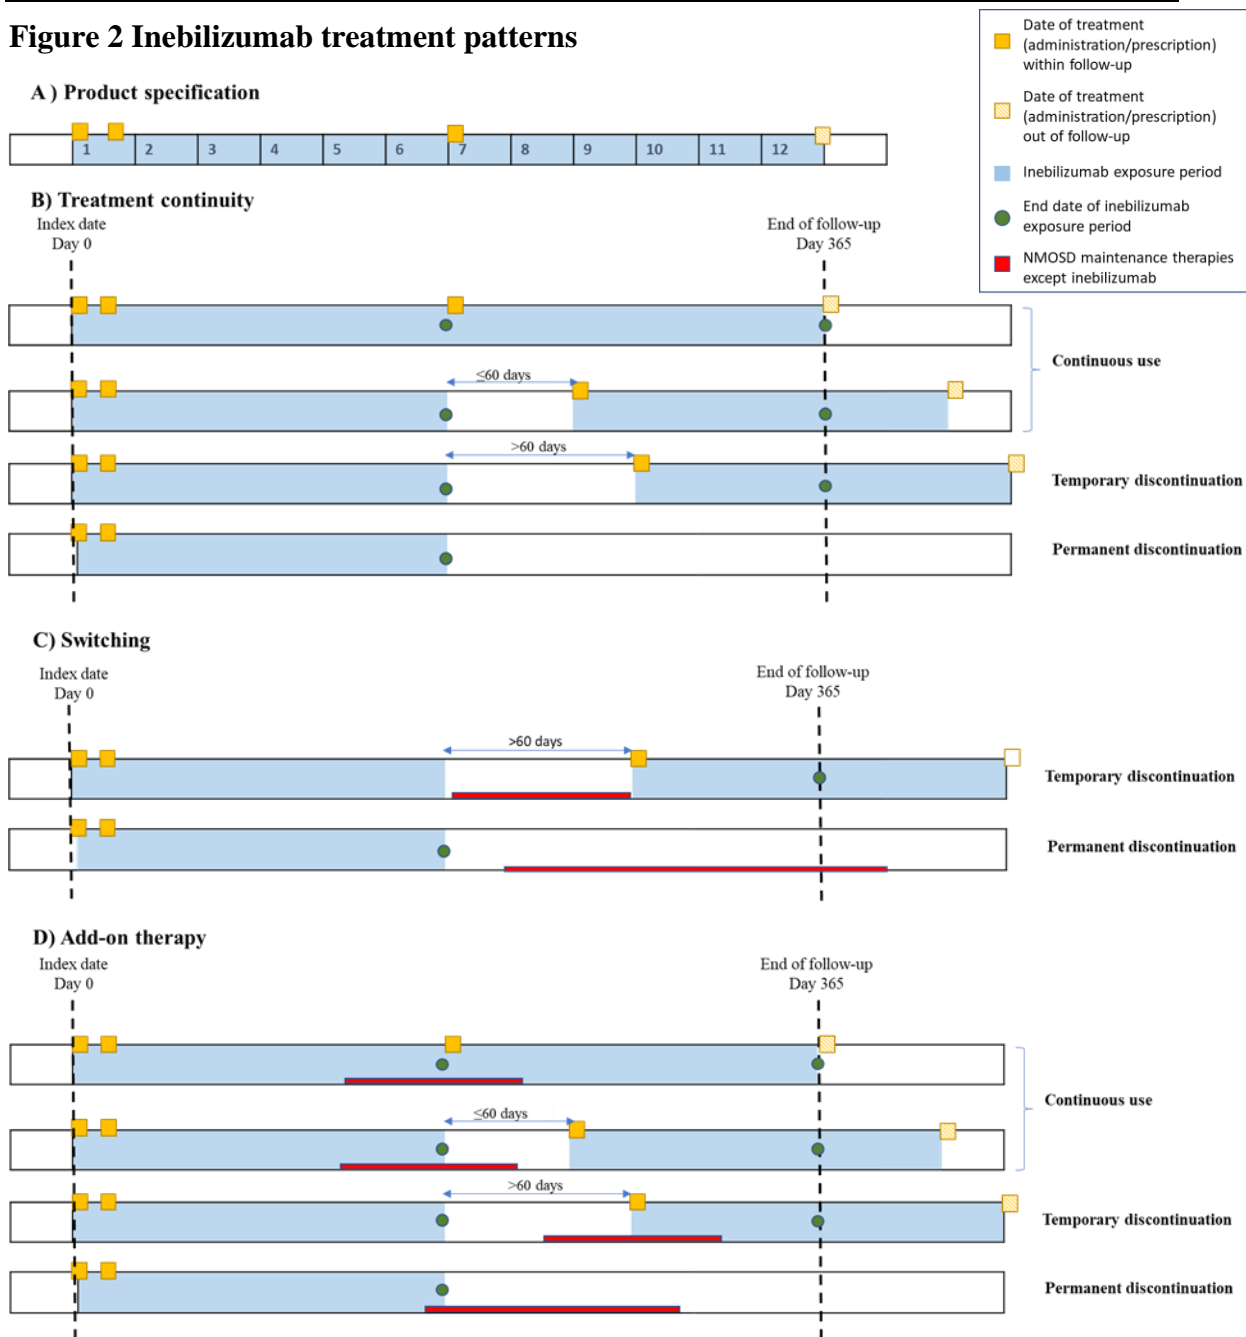 Figure 2 Inebilizumab treatment patterns
Date of treatment
(administration/prescription)
within follow-up
Date of treatment
(administration/prescription)
out of follow-up
Inebilizumab exposure period
End date of inebilizumab
exposure period
NMOSD maintenance therapies
except inebilizumab
A ) Product specification
1 2 3 4 5 6 7 8 9 10 11 12
B) Treatment continuity
Index date
Day 0
End of follow-up
Day 365
≤60 days
Continuous use
>60 days
Temporary discontinuation
Permanent discontinuation
C) Switching
Index date
Day 0
End of follow-up
Day 365
>60 days
Temporary discontinuation
Permanent discontinuation
D) Add-on therapy
Index date
Day 0
End of follow-up
Day 365
≤60 days
Continuous use
>60 days
Temporary discontinuation
Permanent discontinuation